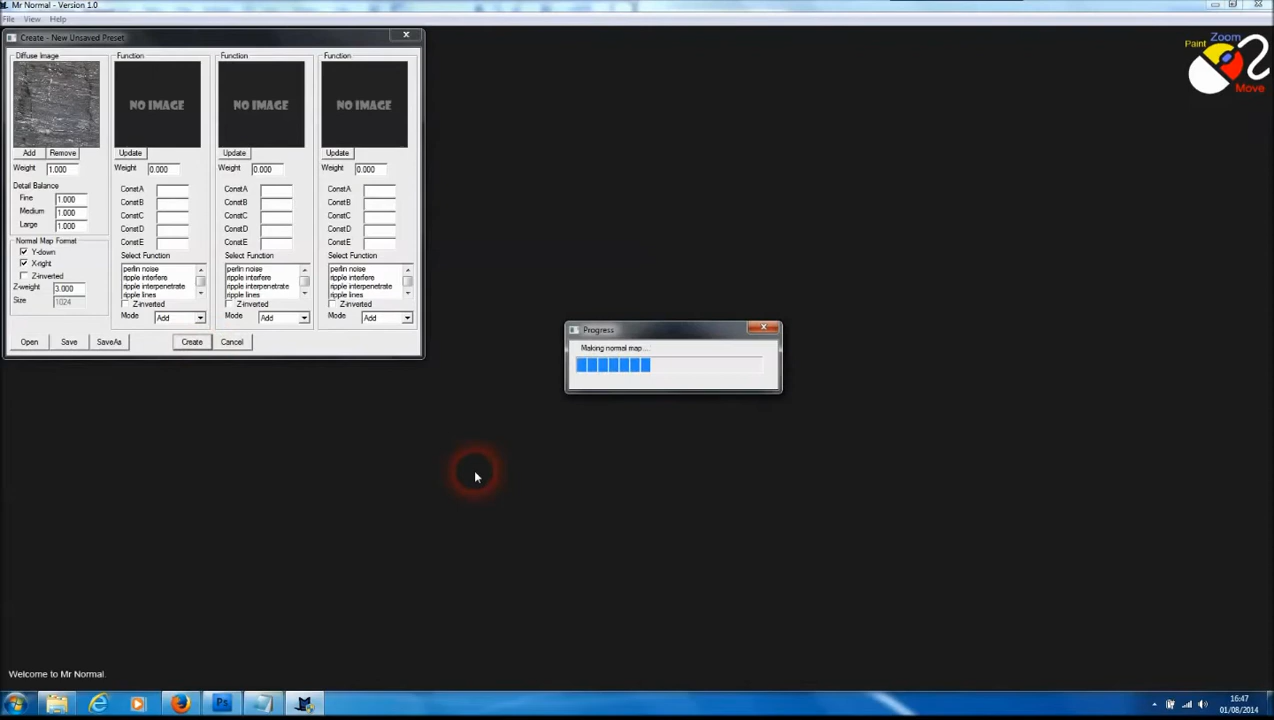 Mr Normal - Version 1.0
File View Help
Create - New Unsaved Preset
Diffuse Image Function Function Function
NO IMAGE NO IMAGE NO IMAGE
Add Remove Update Update Update
Weight 1.000 Weight 0.000 Weight 0.000 Weight 0.000
Detail Balance
Fine 1.000
Medium 1.000
Large 1.000
ConstA ConstA ConstA
ConstB ConstB ConstB
ConstC ConstC ConstC
ConstD ConstD ConstD
ConstE ConstE ConstE
Normal Map Format
Y-down
X-right
Z-inverted
Z-weight 3.000
Size 1024
Select Function Select Function Select Function
perlin noise perlin noise perlin noise
ripple interfere ripple interfere ripple interfere
ripple interpenetrate ripple interpenetrate ripple interpenetrate
ripple lines ripple lines ripple lines
Z-inverted Z-inverted Z-inverted
Mode Add Mode Add Mode Add
Open Save SaveAs Create Cancel
Zoom
Paint
Move
Progress
Making normal map...
Welcome to Mr Normal.
Ps
16:47
01/08/2014